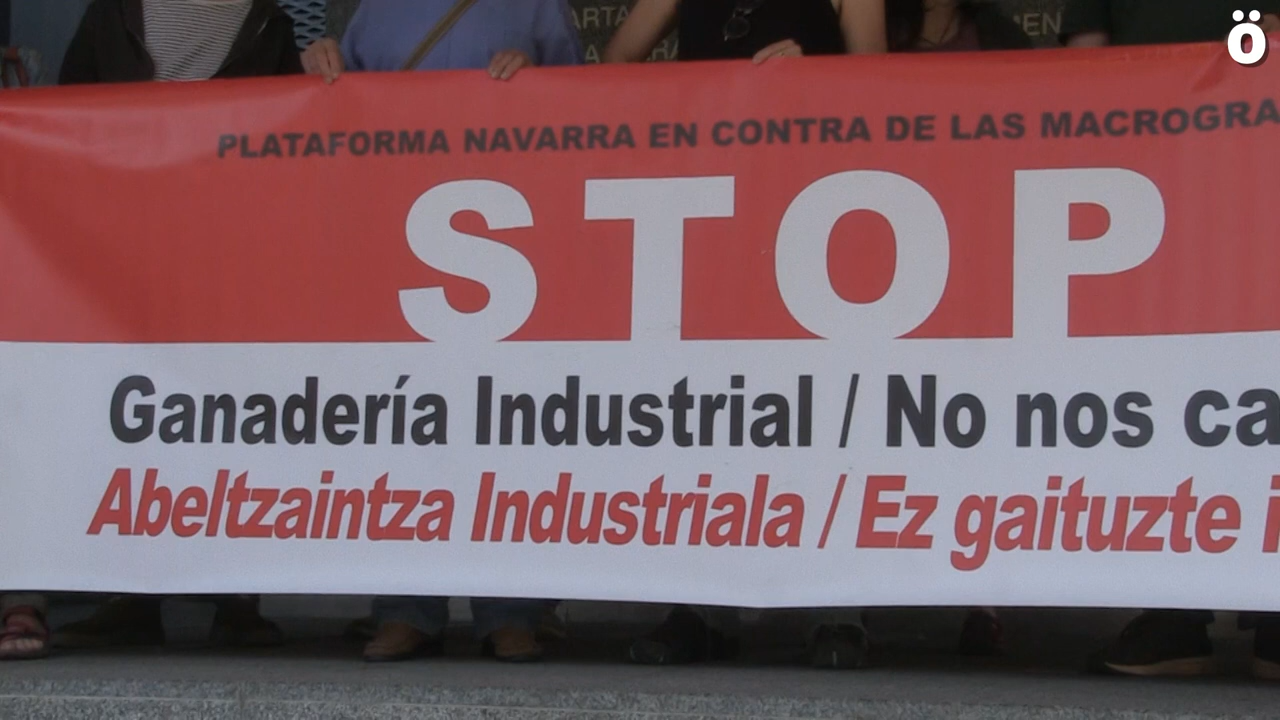 ö
PLATAFORMA NAVARRA EN CONTRA DE LAS MACROGRA
STOP
Ganadería Industrial / No nos ca
Abeltzaintza Industriala / Ez gaituzte i